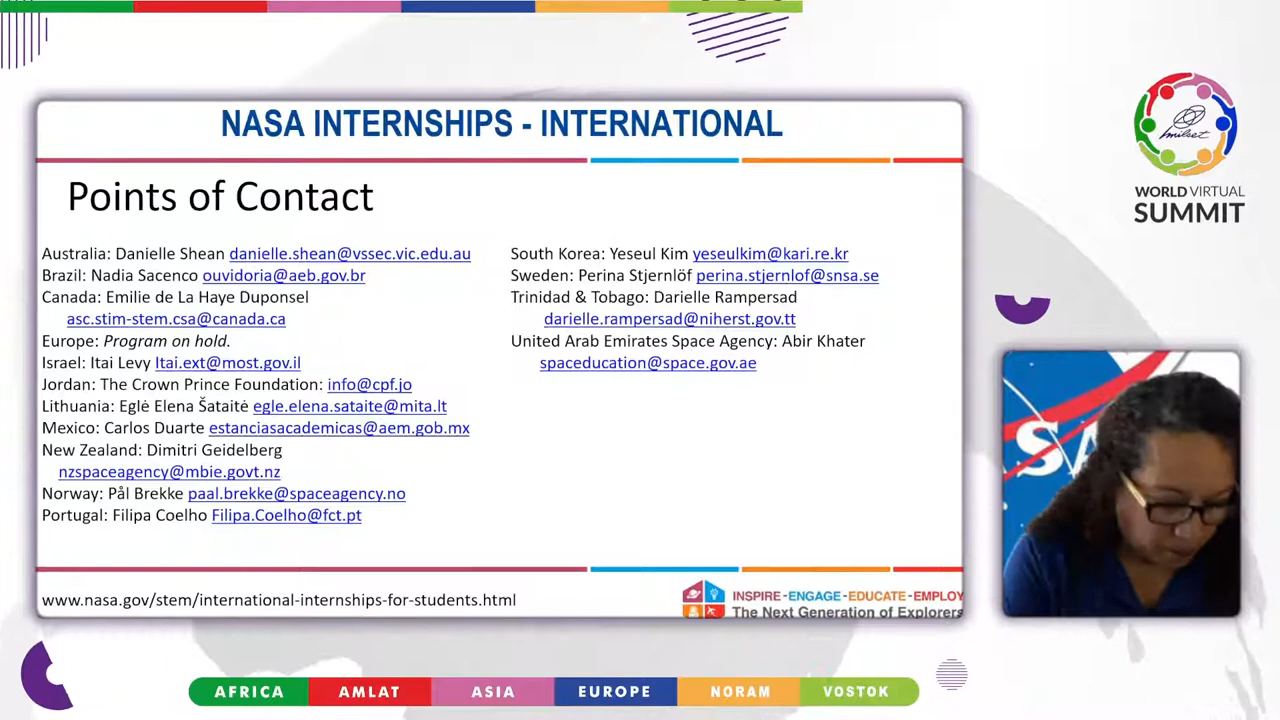 NASA INTERNSHIPS - INTERNATIONAL
Points of Contact
Australia: Danielle Shean danielle.shean@vssec.vic.edu.au
Brazil: Nadia Sacenco ouvidoria@aeb.gov.br
Canada: Emilie de La Haye Duponsel
asc.stim-stem.csa@canada.ca
Europe: Program on hold.
Israel: Itai Levy Itai.ext@most.gov.il
Jordan: The Crown Prince Foundation: info@cpf.jo
Lithuania: Eglė Elena Šataitė egle.elena.sataite@mita.lt
Mexico: Carlos Duarte estanciasacademicas@aem.gob.mx
New Zealand: Dimitri Geidelberg
nzspaceagency@mbie.govt.nz
Norway: Pål Brekke paal.brekke@spaceagency.no
Portugal: Filipa Coelho Filipa.Coelho@fct.pt
South Korea: Yeseul Kim yeseulkim@kari.re.kr
Sweden: Perina Stjernlöf perina.stjernlof@snsa.se
Trinidad & Tobago: Darielle Rampersad
darielle.rampersad@niherst.gov.tt
United Arab Emirates Space Agency: Abir Khater
spaceducation@space.gov.ae
www.nasa.gov/stem/international-internships-for-students.html
INSPIRE - ENGAGE - EDUCATE - EMPLOY
The Next Generation of Explorers
milset
WORLD VIRTUAL
SUMMIT
SA
AFRICA AMLAT ASIA EUROPE NORAM VOSTOK